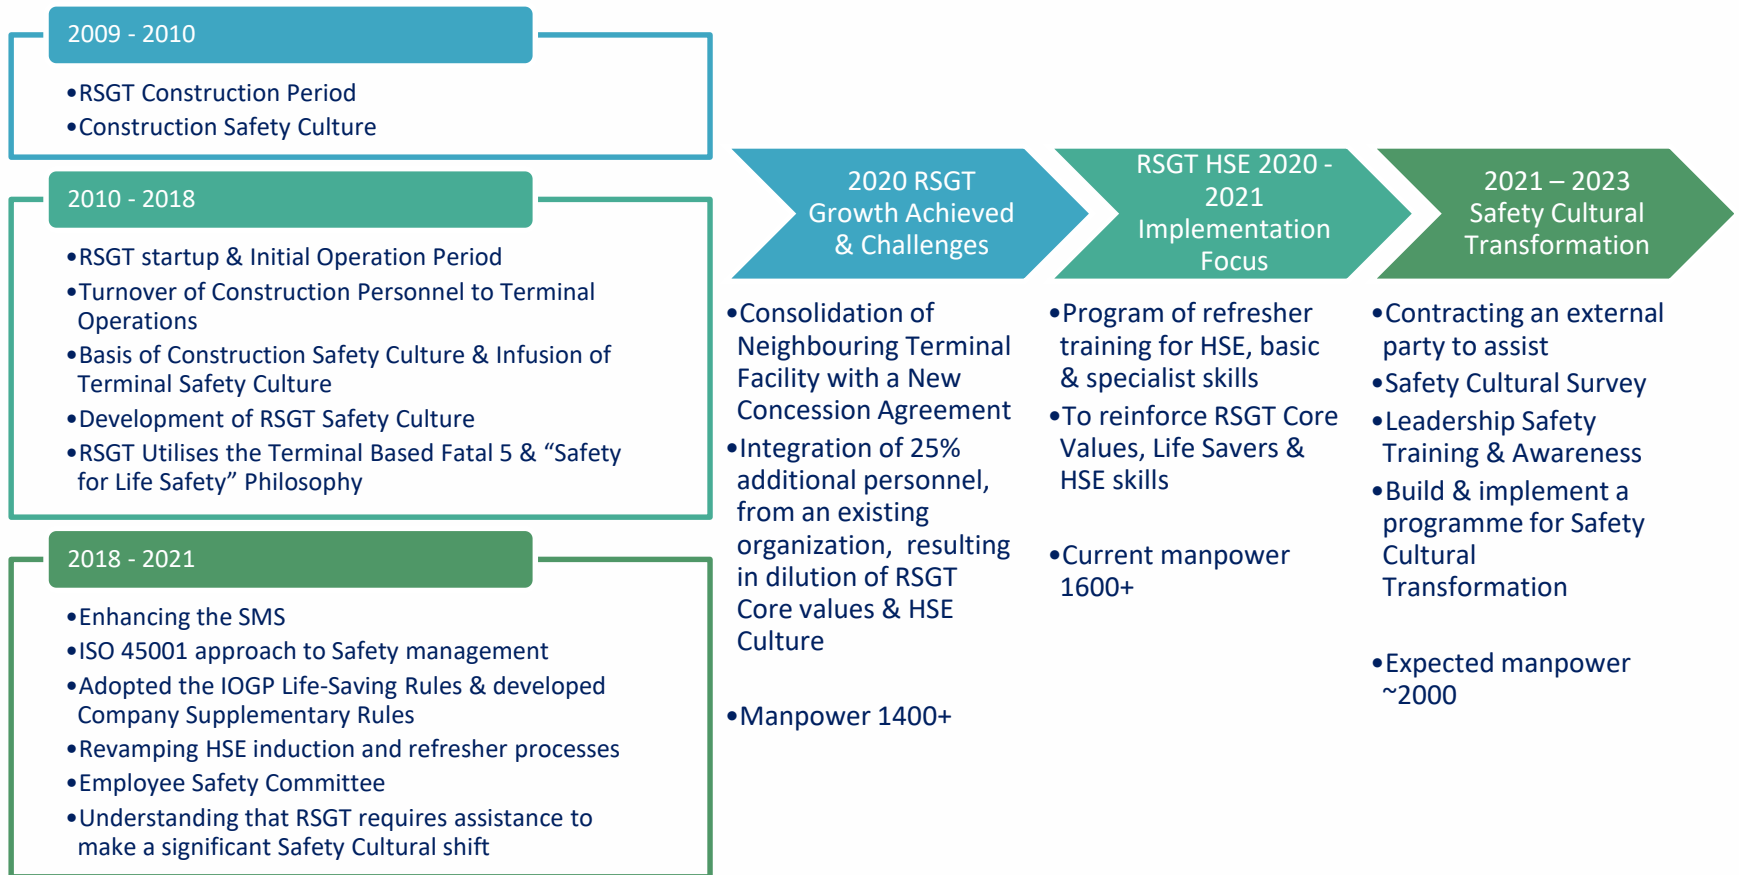 2009 - 2010
•RSGT Construction Period
•Construction Safety Culture
2010 - 2018
•RSGT startup & Initial Operation Period
•Turnover of Construction Personnel to Terminal
Operations
•Basis of Construction Safety Culture & Infusion of
Terminal Safety Culture
•Development of RSGT Safety Culture
•RSGT Utilises the Terminal Based Fatal 5 & “Safety
for Life Safety” Philosophy
2018 - 2021
•Enhancing the SMS
•ISO 45001 approach to Safety management
•Adopted the IOGP Life-Saving Rules & developed
Company Supplementary Rules
•Revamping HSE induction and refresher processes
•Employee Safety Committee
•Understanding that RSGT requires assistance to
make a significant Safety Cultural shift
2020 RSGT
Growth Achieved
& Challenges
•Consolidation of
Neighbouring Terminal
Facility with a New
Concession Agreement
•Integration of 25%
additional personnel,
from an existing
organization, resulting
in dilution of RSGT
Core values & HSE
Culture
•Manpower 1400+
RSGT HSE 2020 -
2021
Implementation
Focus
•Program of refresher
training for HSE, basic
& specialist skills
•To reinforce RSGT Core
Values, Life Savers &
HSE skills
•Current manpower
1600+
2021 – 2023
Safety Cultural
Transformation
•Contracting an external
party to assist
•Safety Cultural Survey
•Leadership Safety
Training & Awareness
•Build & implement a
programme for Safety
Cultural
Transformation
•Expected manpower
~2000